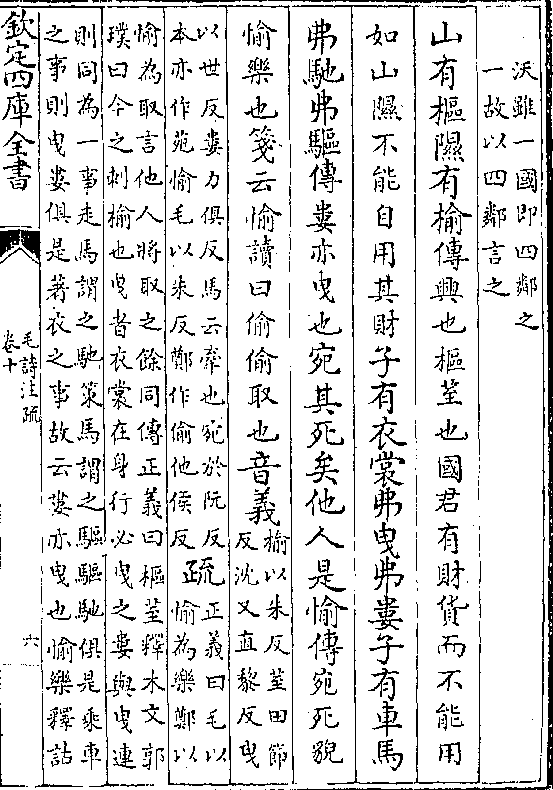 沃雖一國即四鄰之
一故以四鄰言之
山有樞隰有榆傳興也樞荎也國君有財貨而不能用
如山隰不能自用其財子有衣裳弗曳弗婁子有車馬
弗馳弗驅傳婁亦曳也宛其死矣他人是愉傳宛死貌
愉樂也箋云愉讀曰偷偷取也音義
榆以朱反荎田節
反沈又直黎反曳
以世反婁力俱反馬云牽也宛於阮反
本亦作苑愉毛以朱反鄭作偷他侯反
疏
正義曰毛以
愉為樂鄭以
愉為取言他人將取之餘同傳正義曰樞荎釋木文郭
璞曰今之刺榆也曳者衣裳在身行必曳之婁與曳連
則同為一事走馬謂之馳策馬謂之驅驅馳俱是乘車
之事則曳婁俱是著衣之事故云婁亦曳也愉樂釋詁
欽定四庫全書
毛詩注疏
卷十
六